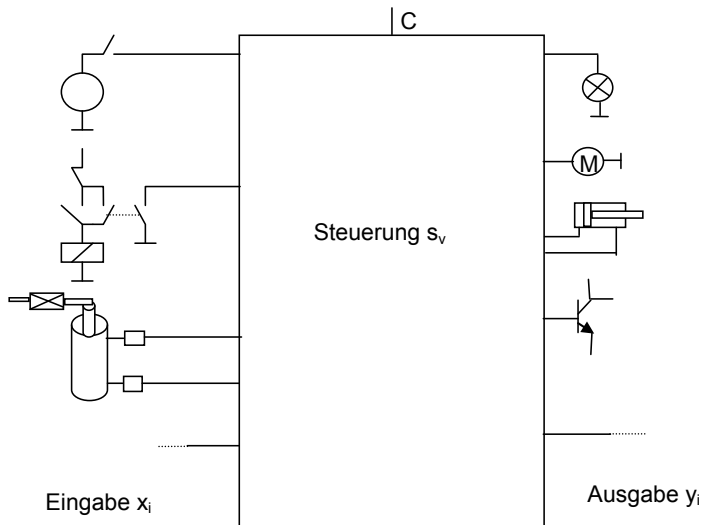 C
M
Steuerung sᵥ
Eingabe xᵢ
Ausgabe yᵢ